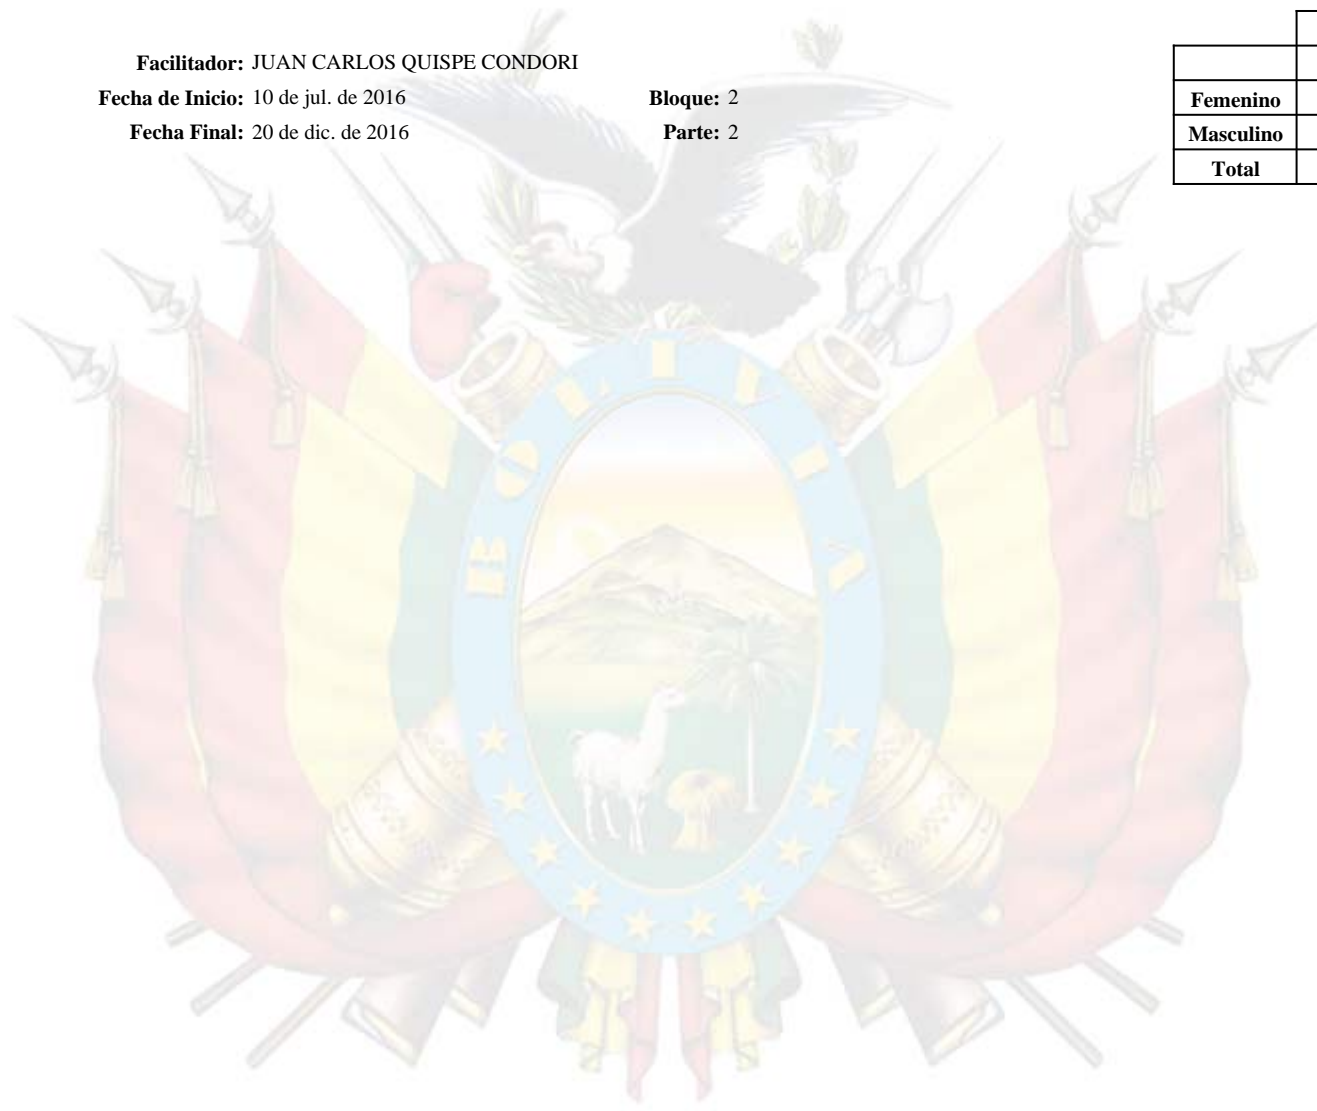 Facilitador: JUAN CARLOS QUISPE CONDORI
Fecha de Inicio: 10 de jul. de 2016 Bloque: 2
Fecha Final: 20 de dic. de 2016 Parte: 2
Femenino
Masculino
Total
BOLIVIA